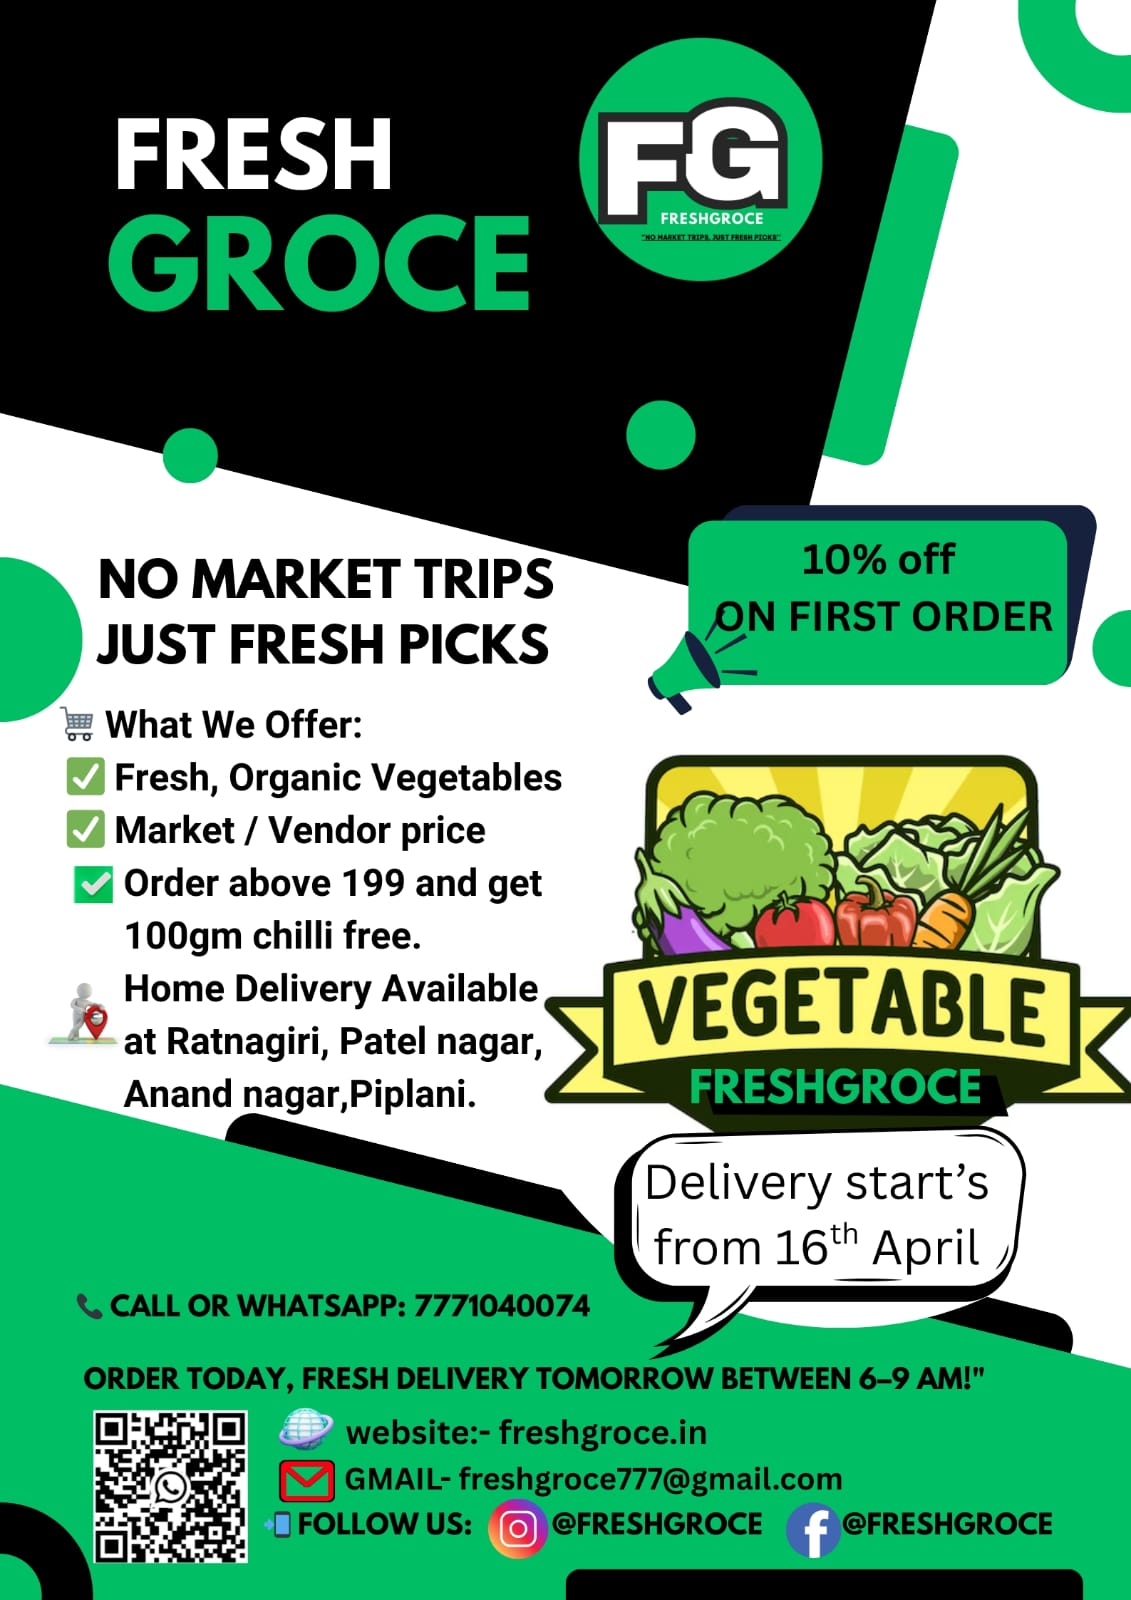 FRESH
GROCE
FG
FRESHGROCE
"NO MARKET TRIPS, JUST FRESH PICKS"
10% off
ON FIRST ORDER
NO MARKET TRIPS
JUST FRESH PICKS
What We Offer:
Fresh, Organic Vegetables
Market / Vendor price
Order above 199 and get
100gm chilli free.
Home Delivery Available
at Ratnagiri, Patel nagar,
Anand nagar,Piplani.
VEGETABLE
FRESHGROCE
Delivery start’s
from 16th April
CALL OR WHATSAPP: 7771040074
ORDER TODAY, FRESH DELIVERY TOMORROW BETWEEN 6–9 AM!"
website:- freshgroce.in
GMAIL- freshgroce777@gmail.com
FOLLOW US: @FRESHGROCE @FRESHGROCE